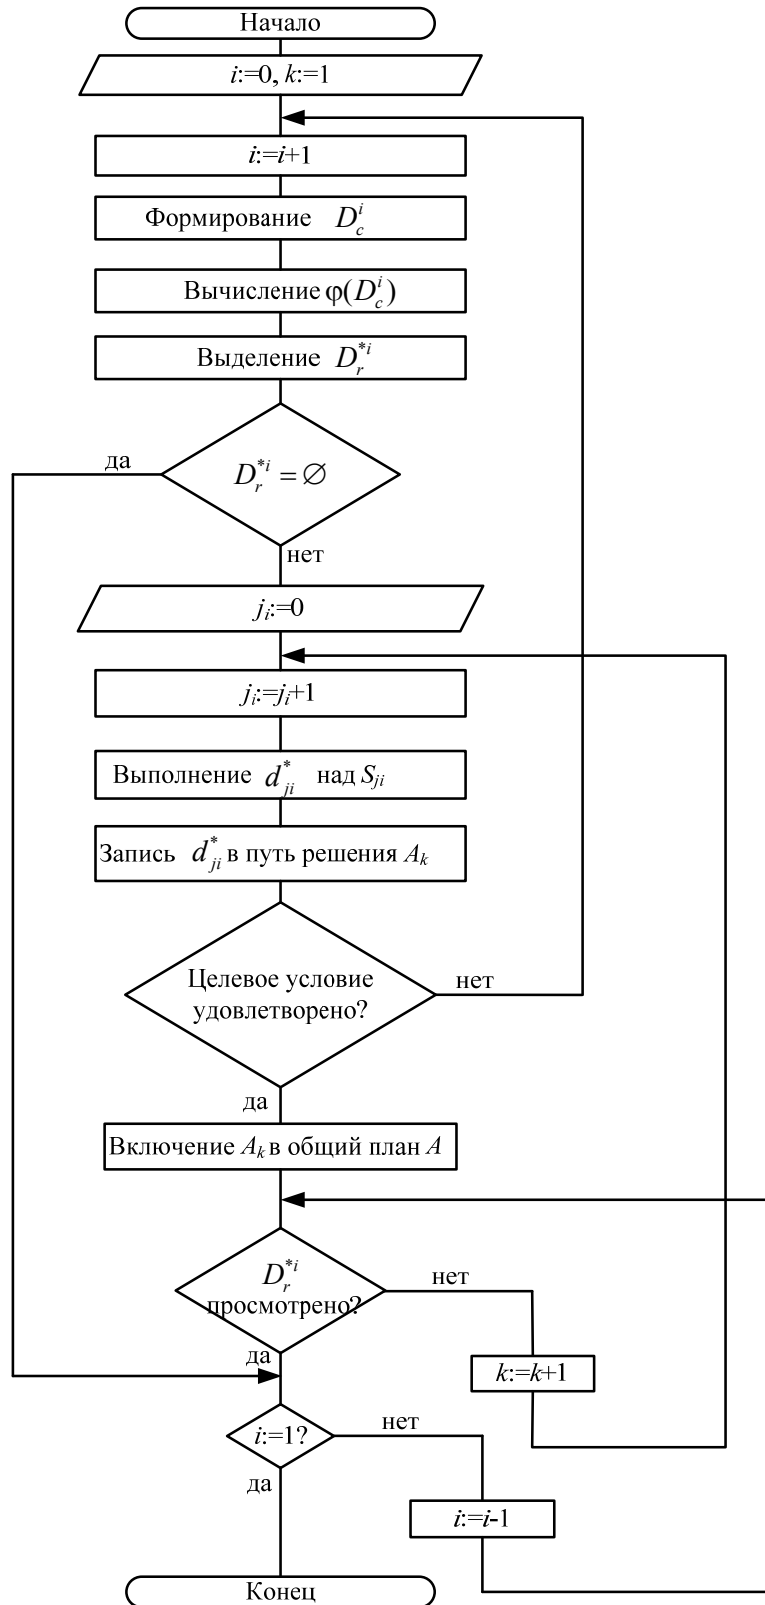 Начало
i:=0, k:=1
i:=i+1
Формирование D_c^i
Вычисление φ(D_c^i)
Выделение D_r^{*i}
да
D_r^{*i} = ∅
нет
j_i:=0
j_i:=j_i+1
Выполнение d_{ji}^* над S_{ji}
Запись d_{ji}^* в путь решения A_k
Целевое условие
удовлетворено?
нет
да
Включение A_k в общий план A
D_r^{*i}
просмотрено?
нет
да
k:=k+1
i:=1?
нет
да
i:=i-1
Конец